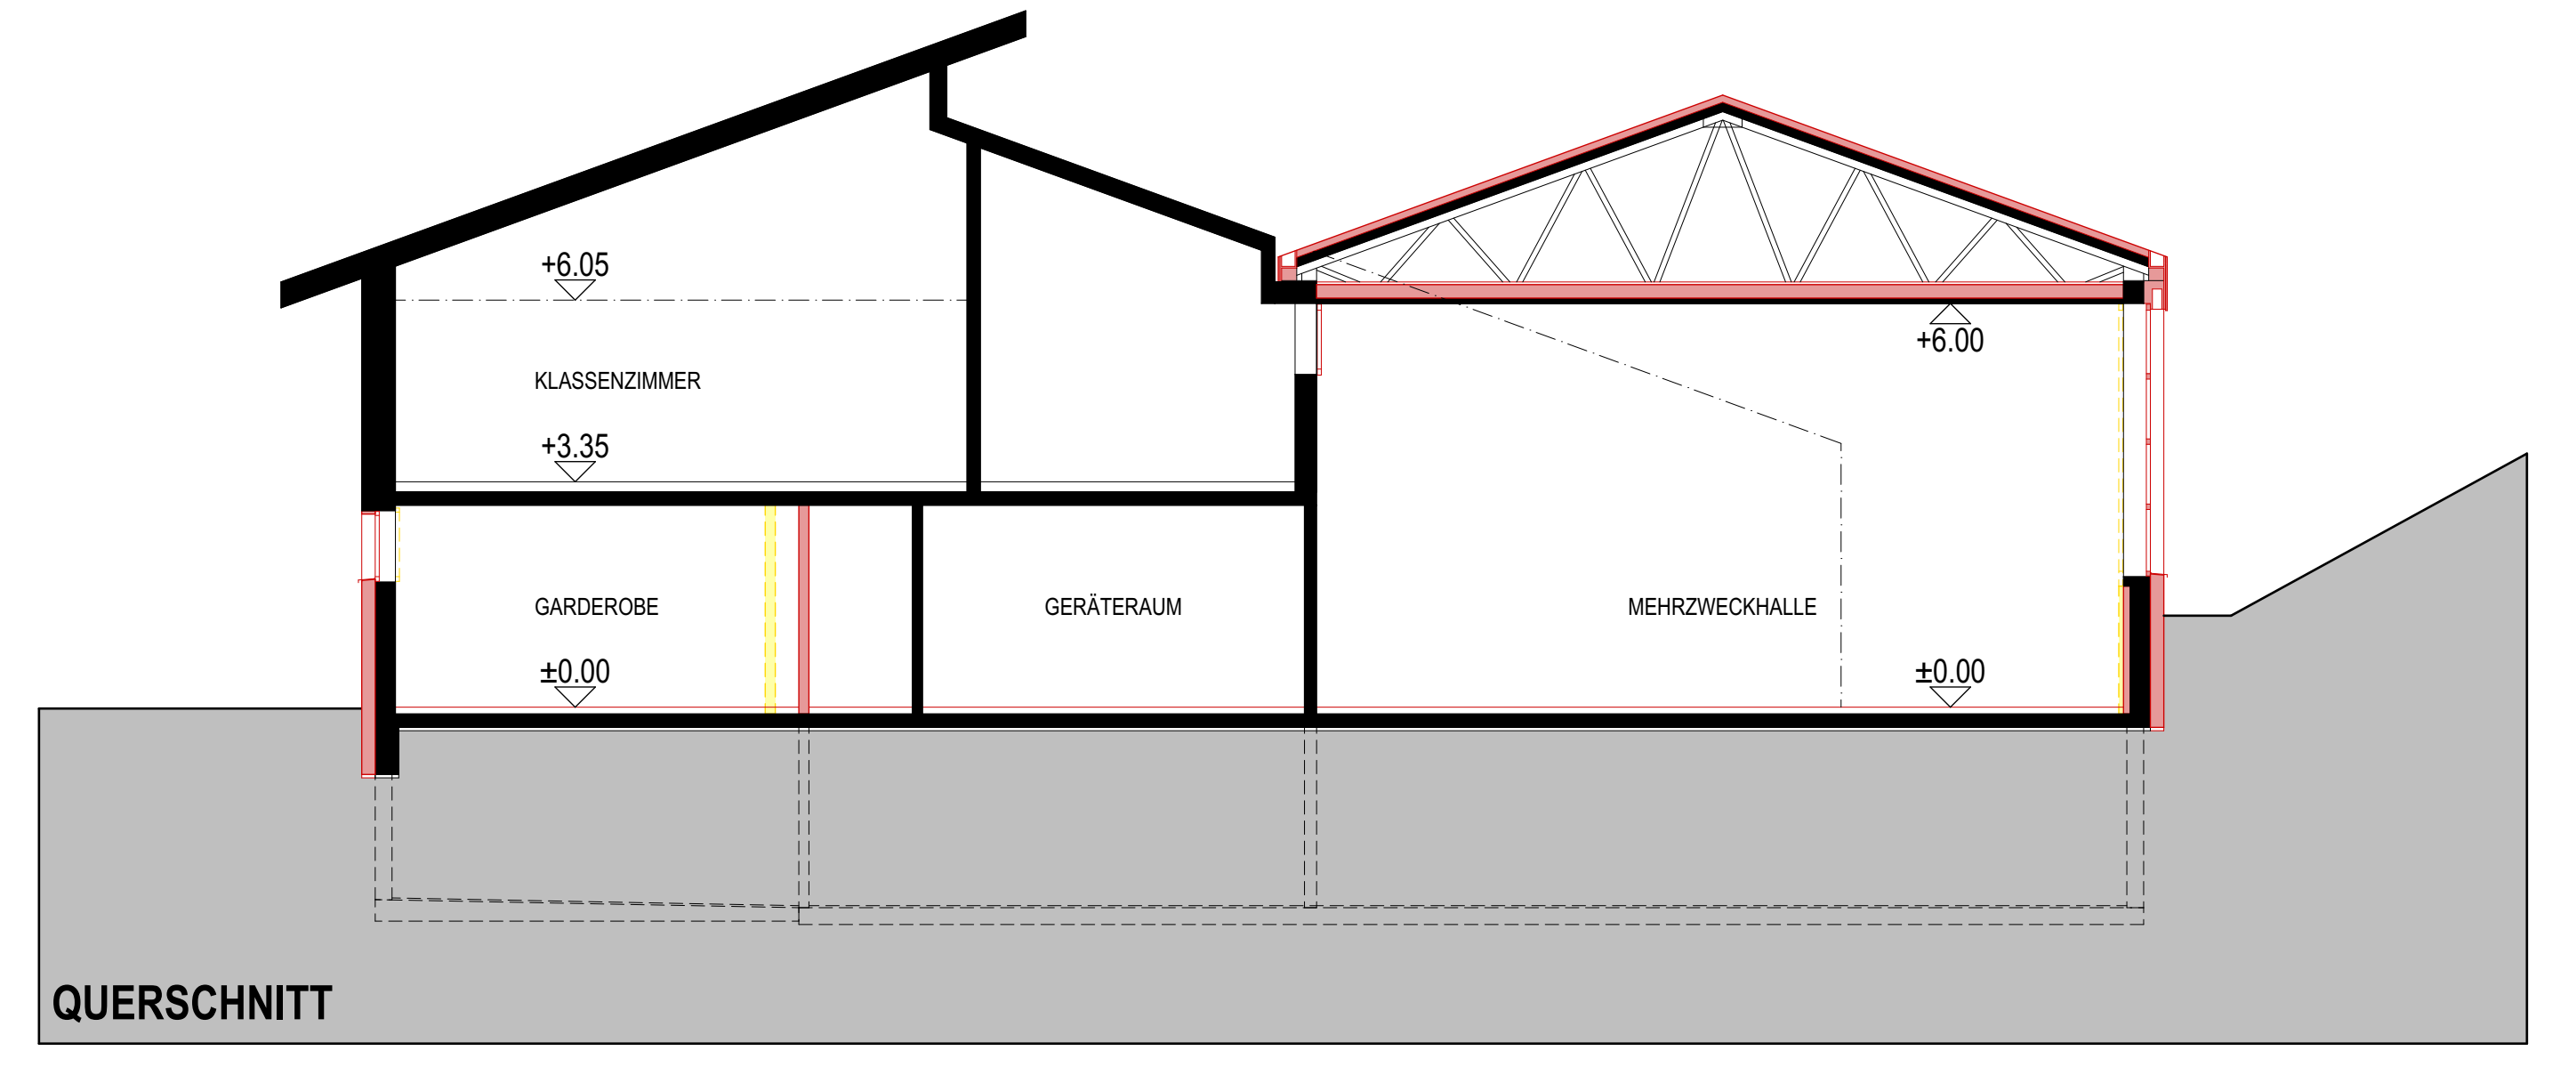 +6.05
+6.00
KLASSENZIMMER
+3.35
GARDEROBE
GERÄTERAUM
MEHRZWECKHALLE
±0.00
±0.00
QUERSCHNITT